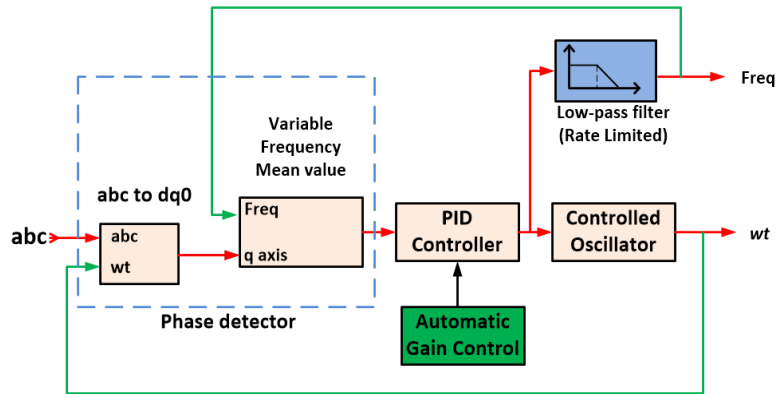 Freq
Low-pass filter
(Rate Limited)
Variable
Frequency
Mean value
abc to dq0
Freq
q axis
abc
abc
wt
PID
Controller
Controlled
Oscillator
wt
Phase detector
Automatic
Gain Control